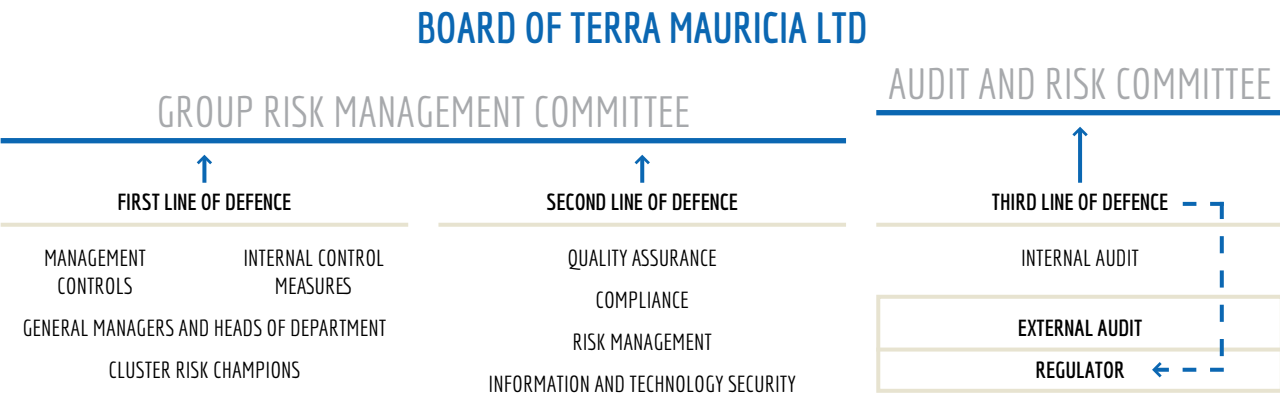 BOARD OF TERRA MAURICIA LTD
GROUP RISK MANAGEMENT COMMITTEE
AUDIT AND RISK COMMITTEE
FIRST LINE OF DEFENCE
MANAGEMENT
CONTROLS
INTERNAL CONTROL
MEASURES
GENERAL MANAGERS AND HEADS OF DEPARTMENT
CLUSTER RISK CHAMPIONS
SECOND LINE OF DEFENCE
QUALITY ASSURANCE
COMPLIANCE
RISK MANAGEMENT
INFORMATION AND TECHNOLOGY SECURITY
THIRD LINE OF DEFENCE
INTERNAL AUDIT
EXTERNAL AUDIT
REGULATOR